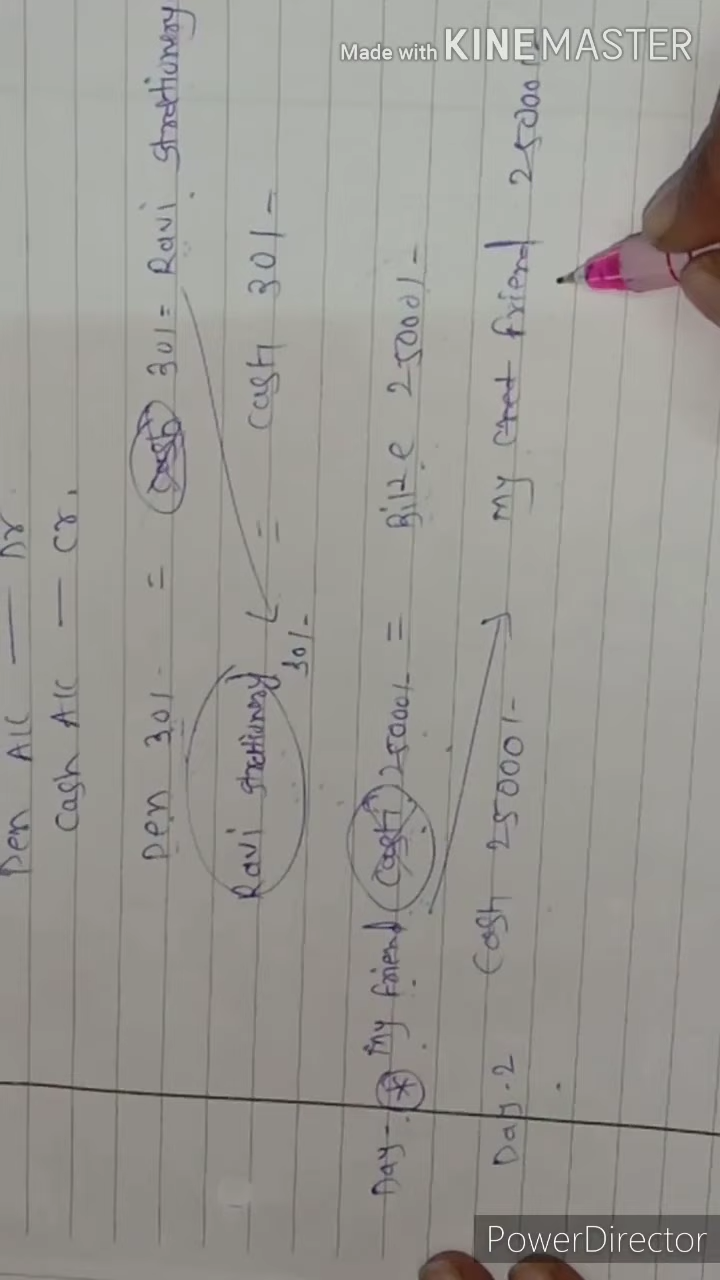 Made with KINEMASTER
Pen A/C — Dr.
Cash A/C — Cr.
Pen 30/- = Cash 30/- = Ravi Stationery
Ravi Stationery 30/- = Cash 30/-
Day- * My friend Cash 25000/- = Bike 25000/-
Day-2 Cash 25000/- My friend 25000/-
PowerDirector